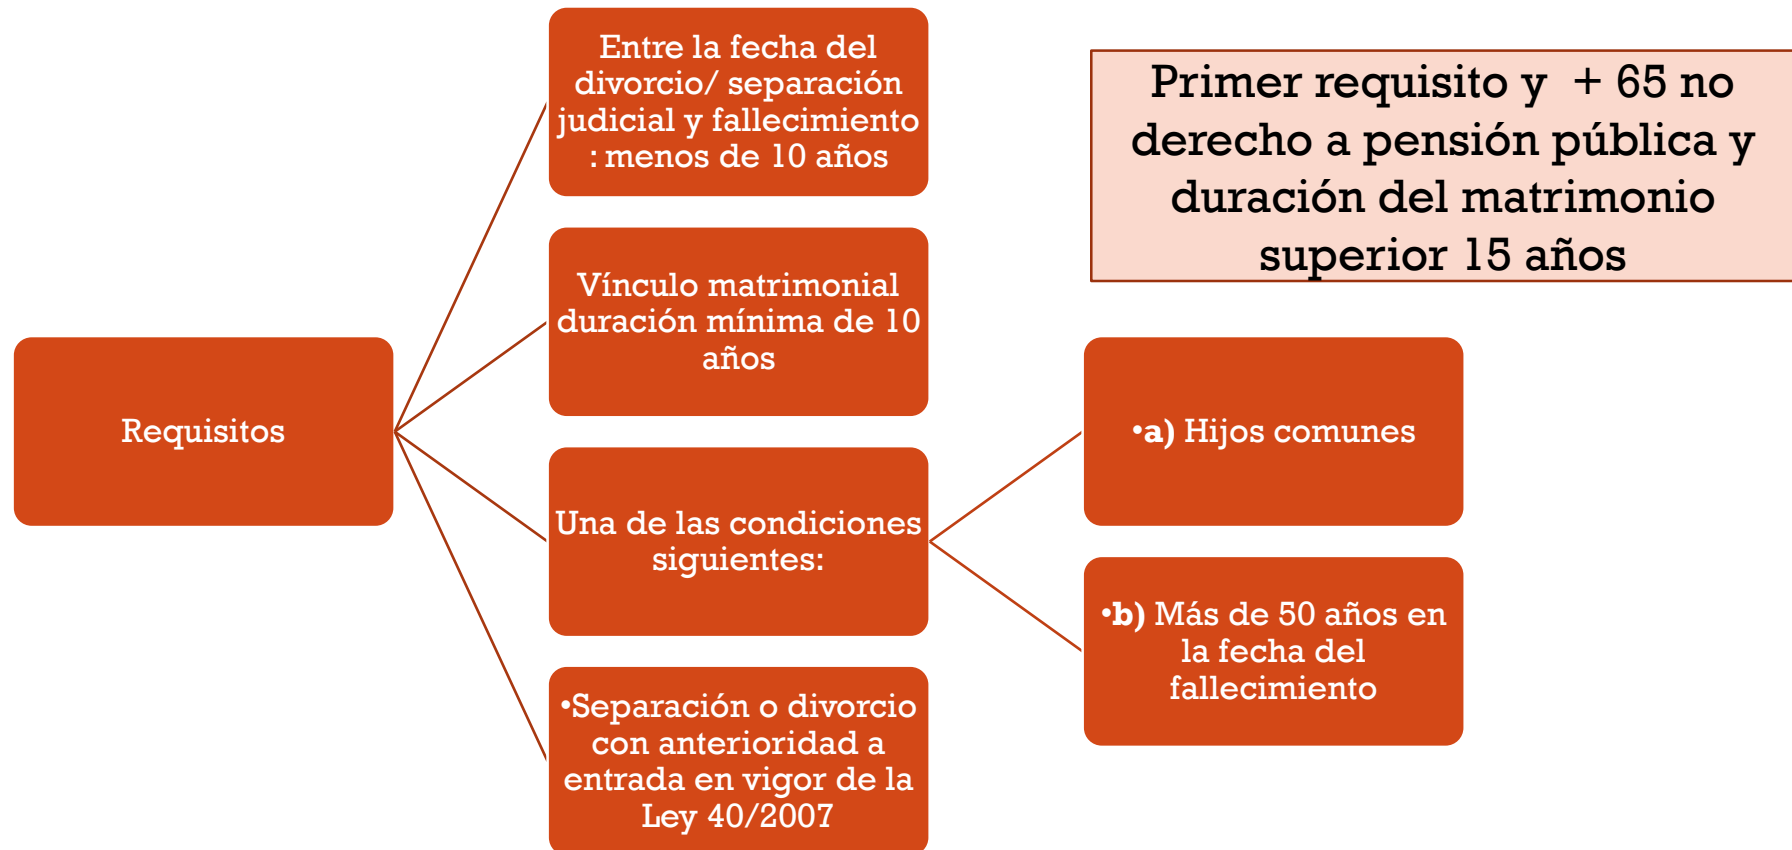 Requisitos
Entre la fecha del
divorcio/ separación
judicial y fallecimiento
: menos de 10 años
Vínculo matrimonial
duración mínima de 10
años
Una de las condiciones
siguientes:
•a) Hijos comunes
•b) Más de 50 años en
la fecha del
fallecimiento
•Separación o divorcio
con anterioridad a
entrada en vigor de la
Ley 40/2007
Primer requisito y + 65 no
derecho a pensión pública y
duración del matrimonio
superior 15 años